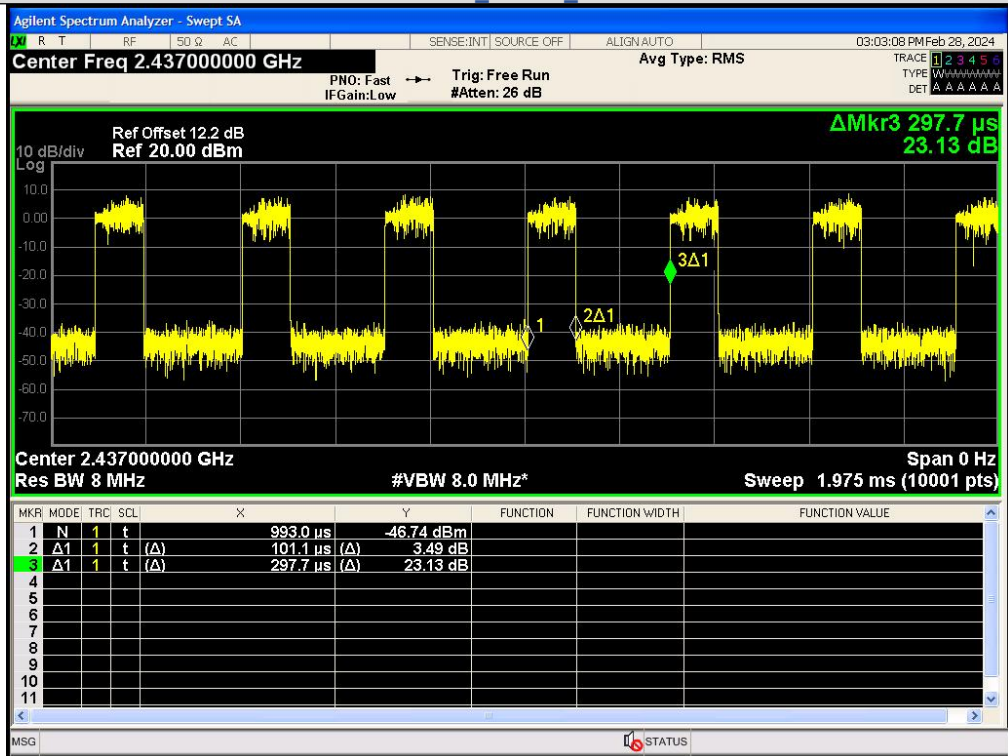 Agilent Spectrum Analyzer - Swept SA
LXI R T RF 50 Ω AC SENSE:INT SOURCE OFF ALIGN AUTO 03:03:08 PM Feb 28, 2024
Center Freq 2.437000000 GHz Avg Type: RMS TRACE 1 2 3 4 5 6
PNO: Fast Trig: Free Run TYPE W
IFGain:Low #Atten: 26 dB DET A A A A A A
ΔMkr3 297.7 µs
Ref Offset 12.2 dB
10 dB/div Ref 20.00 dBm 23.13 dB
Log
10.0
0.00
-10.0
3Δ1
-20.0
-30.0
1 2Δ1
-40.0
-50.0
-60.0
-70.0
Center 2.437000000 GHz Span 0 Hz
Res BW 8 MHz #VBW 8.0 MHz* Sweep 1.975 ms (10001 pts)
MKR MODE TRC SCL X Y FUNCTION FUNCTION WIDTH FUNCTION VALUE
1 N 1 t 993.0 µs -46.74 dBm
2 Δ1 1 t (Δ) 101.1 µs (Δ) 3.49 dB
3 Δ1 1 t (Δ) 297.7 µs (Δ) 23.13 dB
4
5
6
7
8
9
10
11
MSG STATUS